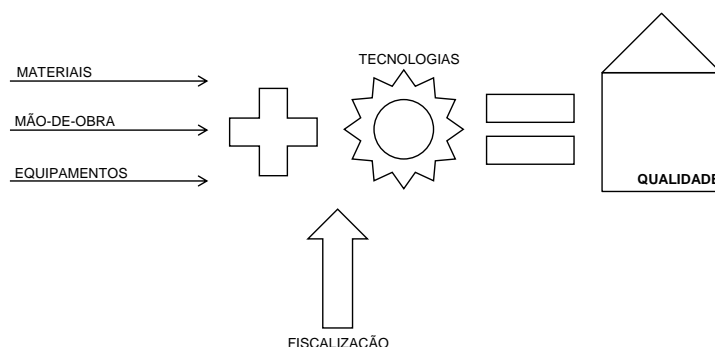 TECNOLOGIAS
MATERIAIS
MÃO-DE-OBRA
EQUIPAMENTOS
QUALIDADE
FISCALIZAÇÃO